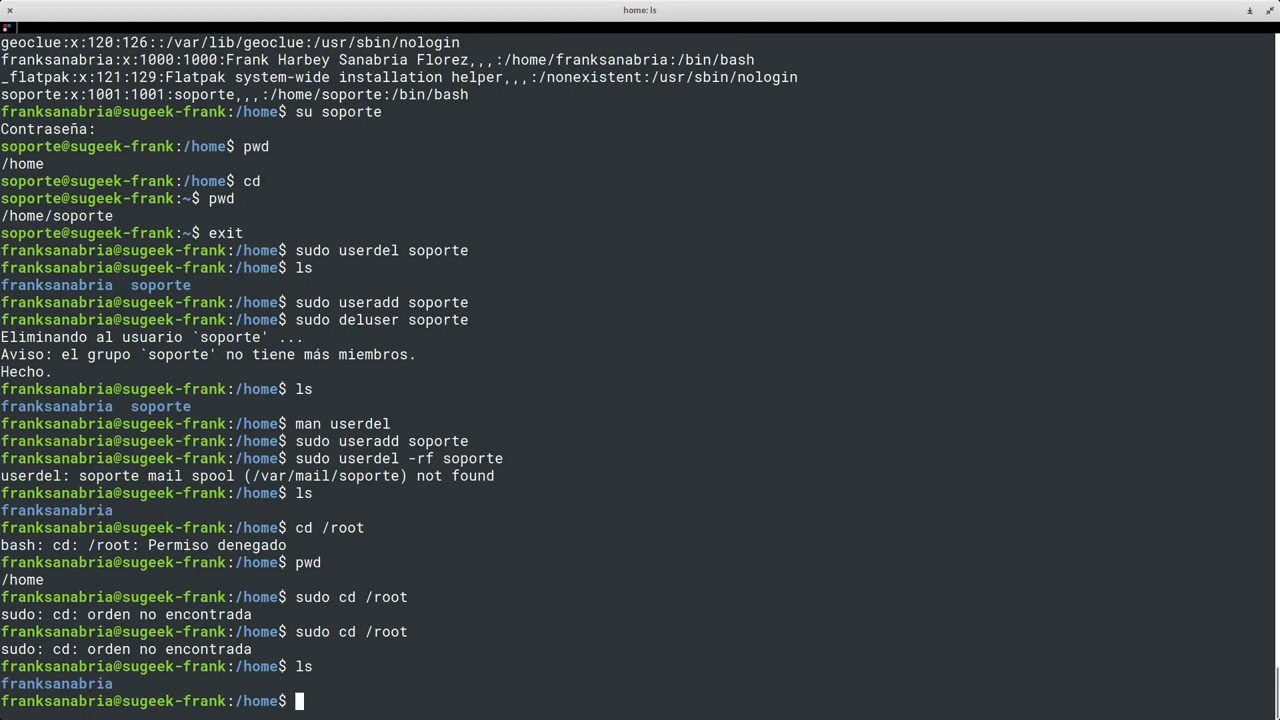 home: ls
geoclue:x:120:126::/var/lib/geoclue:/usr/sbin/nologin
franksanabria:x:1000:1000:Frank Harbey Sanabria Florez,,,:/home/franksanabria:/bin/bash
_flatpak:x:121:129:Flatpak system-wide installation helper,,,:/nonexistent:/usr/sbin/nologin
soporte:x:1001:1001:soporte,,,:/home/soporte:/bin/bash
franksanabria@sugeek-frank:/home$ su soporte
Contraseña:
soporte@sugeek-frank:/home$ pwd
/home
soporte@sugeek-frank:/home$ cd
soporte@sugeek-frank:~$ pwd
/home/soporte
soporte@sugeek-frank:~$ exit
franksanabria@sugeek-frank:/home$ sudo userdel soporte
franksanabria@sugeek-frank:/home$ ls
franksanabria  soporte
franksanabria@sugeek-frank:/home$ sudo useradd soporte
franksanabria@sugeek-frank:/home$ sudo deluser soporte
Eliminando al usuario `soporte' ...
Aviso: el grupo `soporte' no tiene más miembros.
Hecho.
franksanabria@sugeek-frank:/home$ ls
franksanabria  soporte
franksanabria@sugeek-frank:/home$ man userdel
franksanabria@sugeek-frank:/home$ sudo useradd soporte
franksanabria@sugeek-frank:/home$ sudo userdel -rf soporte
userdel: soporte mail spool (/var/mail/soporte) not found
franksanabria@sugeek-frank:/home$ ls
franksanabria
franksanabria@sugeek-frank:/home$ cd /root
bash: cd: /root: Permiso denegado
franksanabria@sugeek-frank:/home$ pwd
/home
franksanabria@sugeek-frank:/home$ sudo cd /root
sudo: cd: orden no encontrada
franksanabria@sugeek-frank:/home$ sudo cd /root
sudo: cd: orden no encontrada
franksanabria@sugeek-frank:/home$ ls
franksanabria
franksanabria@sugeek-frank:/home$